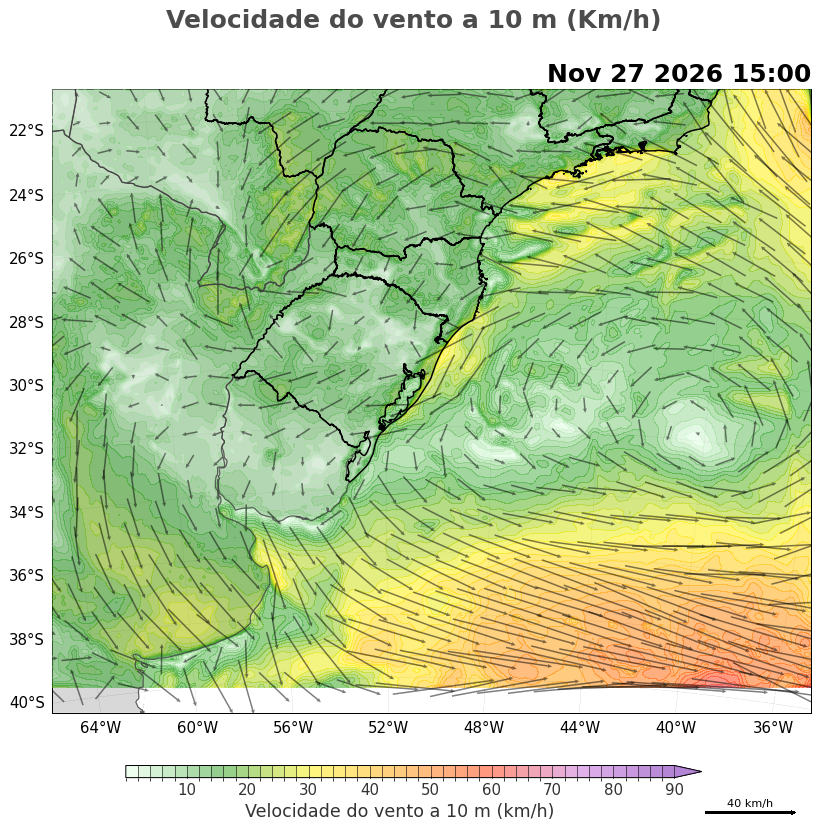 Velocidade do vento a 10 m (Km/h)
Nov 27 2026 15:00
22°S
24°S
26°S
28°S
30°S
32°S
34°S
36°S
38°S
40°S
64°W 60°W 56°W 52°W 48°W 44°W 40°W 36°W
10 20 30 40 50 60 70 80 90
Velocidade do vento a 10 m (km/h)
40 km/h